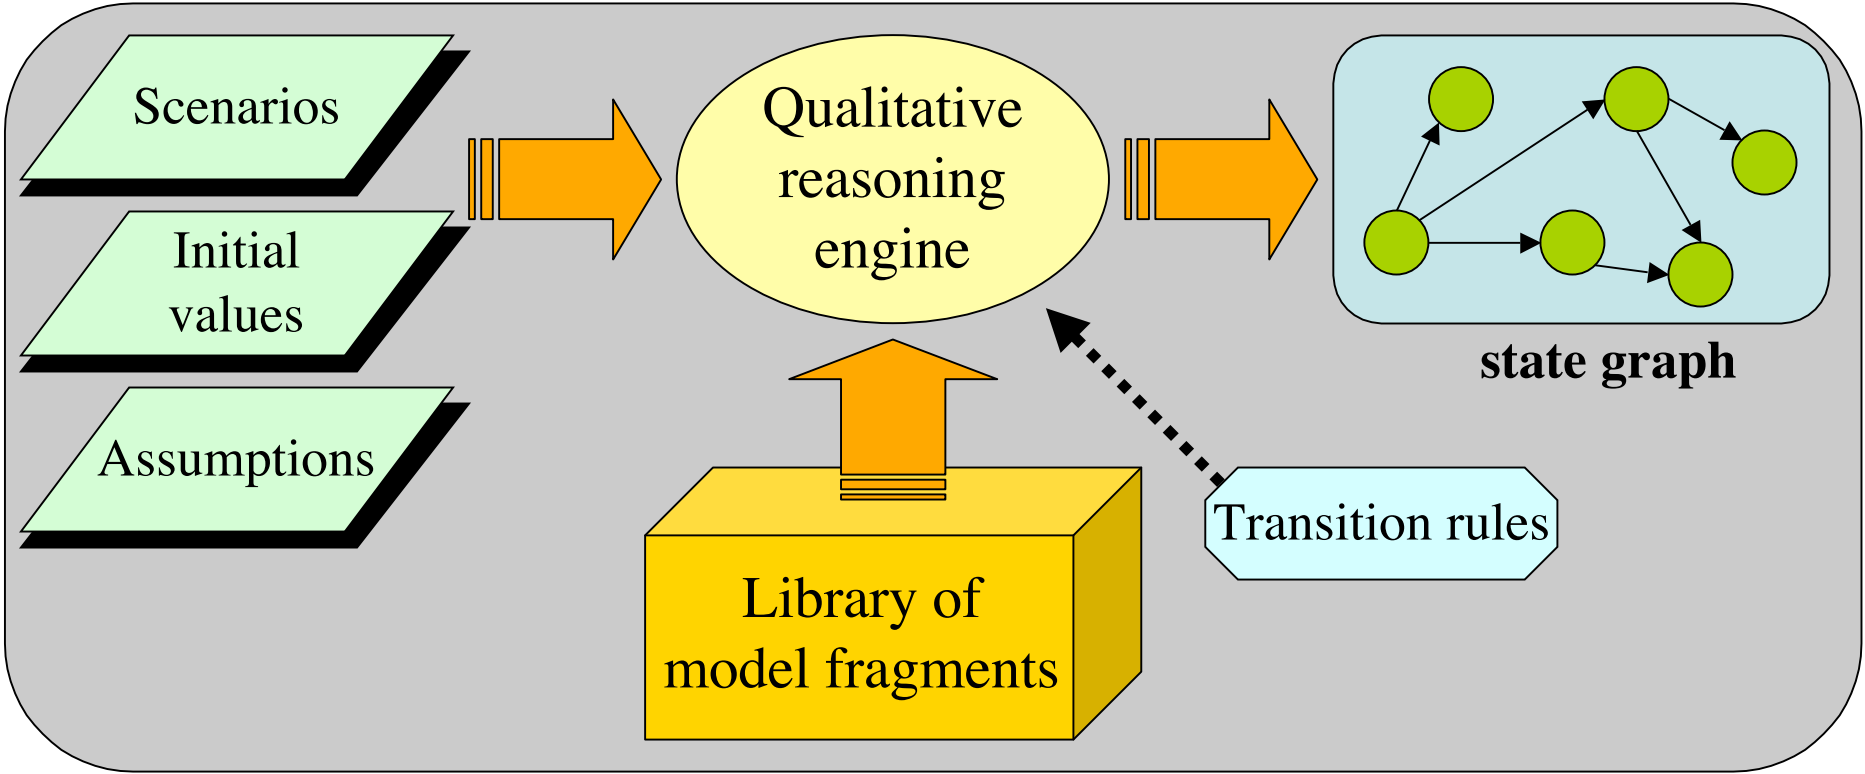 Scenarios
Initial
values
Assumptions
Qualitative
reasoning
engine
state graph
Transition rules
Library of
model fragments